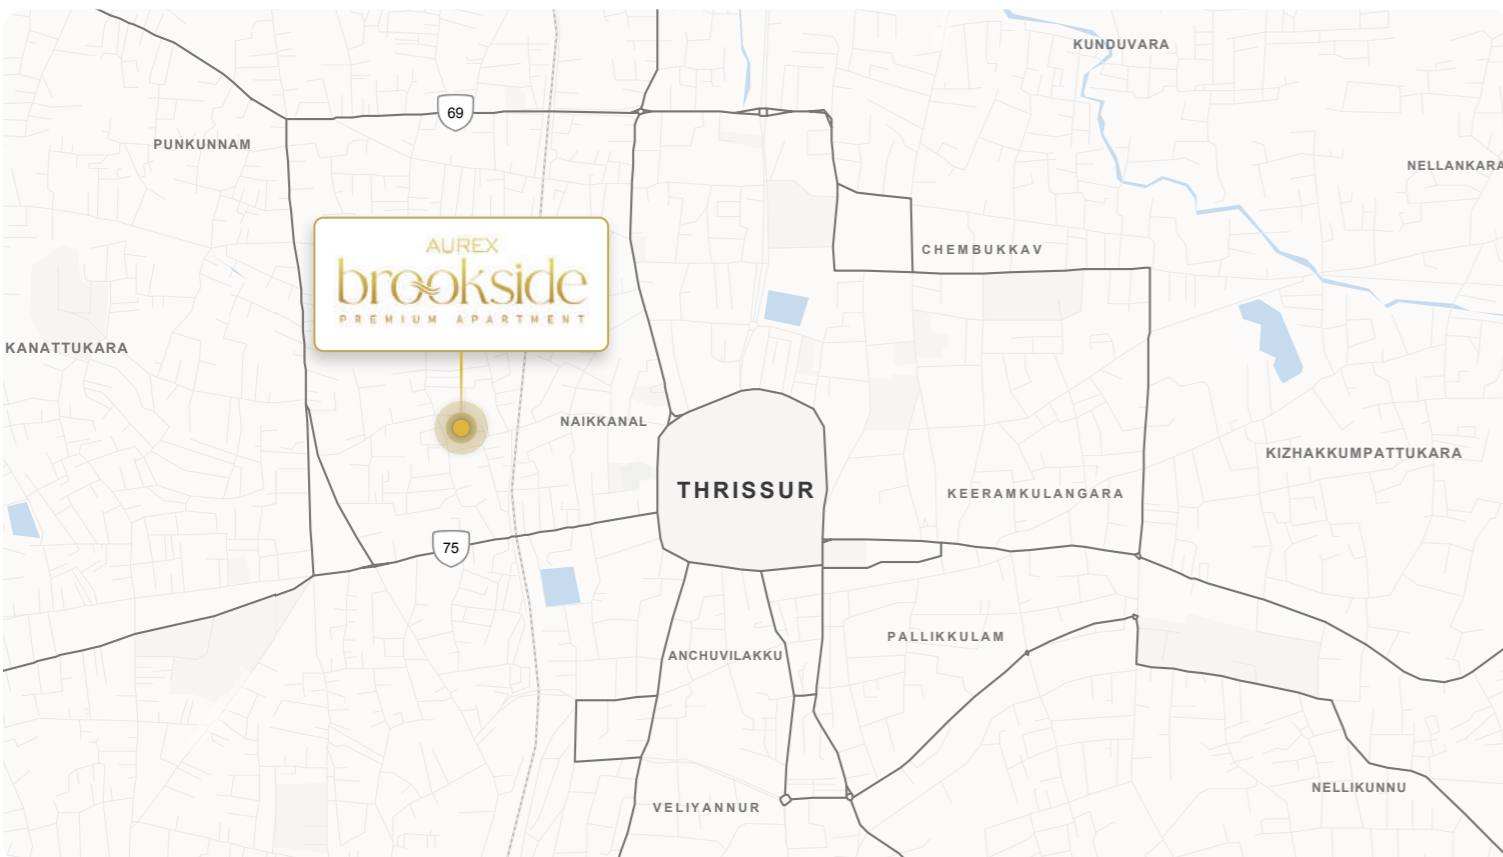 KUNDUVARA
69
PUNKUNNAM
NELLANKARA
AUREX
brookside
PREMIUM APARTMENT
CHEMBUKKAV
KANATTUKARA
NAIKKANAL
KIZHAKKUMPATTUKARA
THRISSUR
KEERAMKULANGARA
75
PALLIKKULAM
ANCHUVILAKKU
NELLIKUNNU
VELIYANNUR